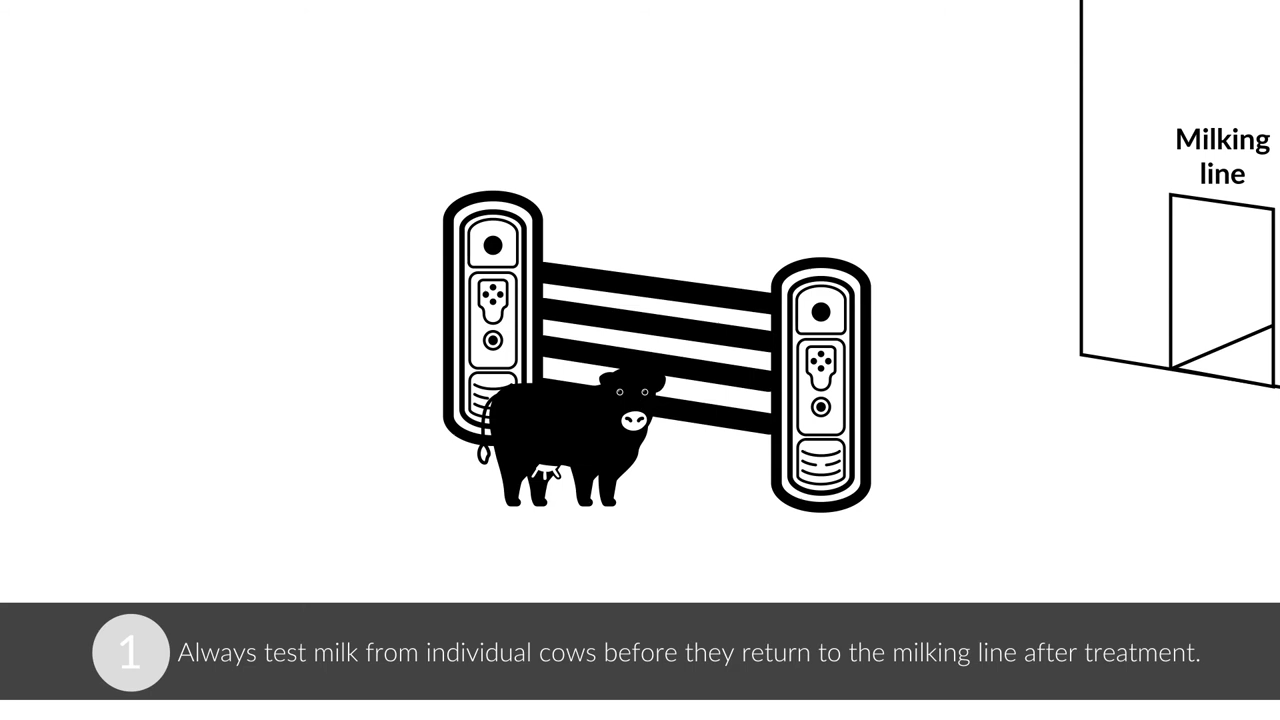 Milking
line
1
Always test milk from individual cows before they return to the milking line after treatment.